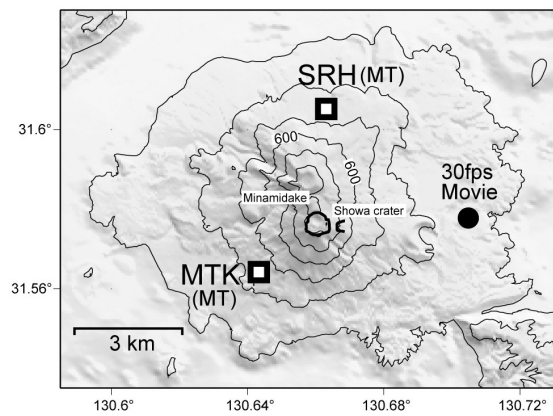 SRH (MT)
31.6°
600
600
30fps
Movie
Minamidake
Showa crater
MTK
(MT)
31.56°
3 km
130.6°
130.64°
130.68°
130.72°